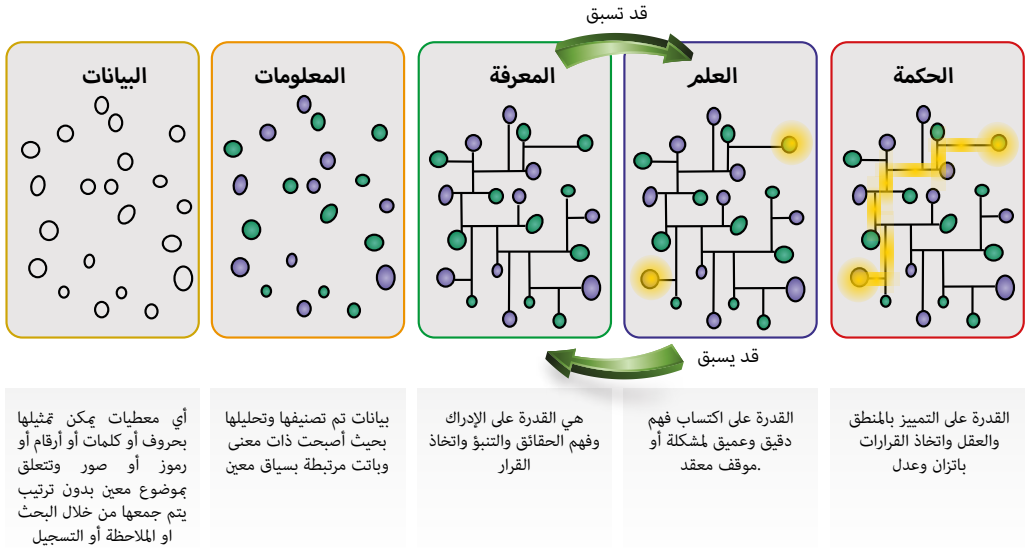 قد تسبق
الحكمة
العلم
المعرفة
المعلومات
البيانات
قد يسبق
القدرة على التمييز بالمنطق
والعقل واتخاذ القرارات
باتزان وعدل
القدرة على اكتساب فهم
دقيق وعميق لمشكلة أو
موقف معقد.
هي القدرة على الإدراك
وفهم الحقائق والتنبؤ واتخاذ
القرار
بيانات تم تصنيفها وتحليلها
بحيث أصبحت ذات معنى
وباتت مرتبطة بسياق معين
أي معطيات يمكن تمثيلها
بحروف أو كلمات أو أرقام أو
رموز أو صور وتتعلق
بموضوع معين بدون ترتيب
يتم جمعها من خلال البحث
او الملاحظة أو التسجيل